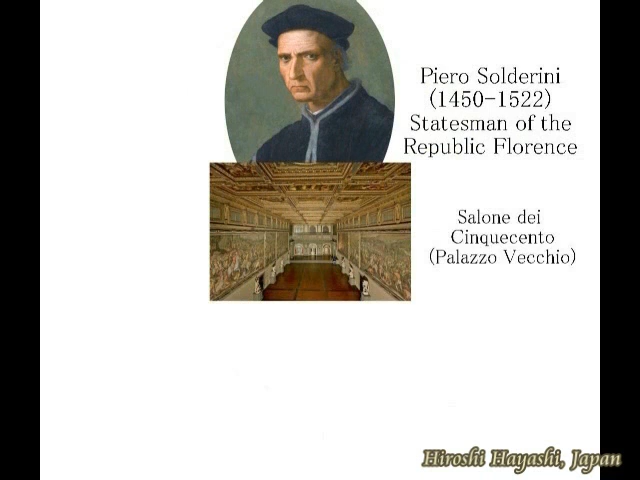 Piero Solderini
(1450-1522)
Statesman of the
Republic Florence
Salone dei
Cinquecento
(Palazzo Vecchio)
Hiroshi Hayashi, Japan